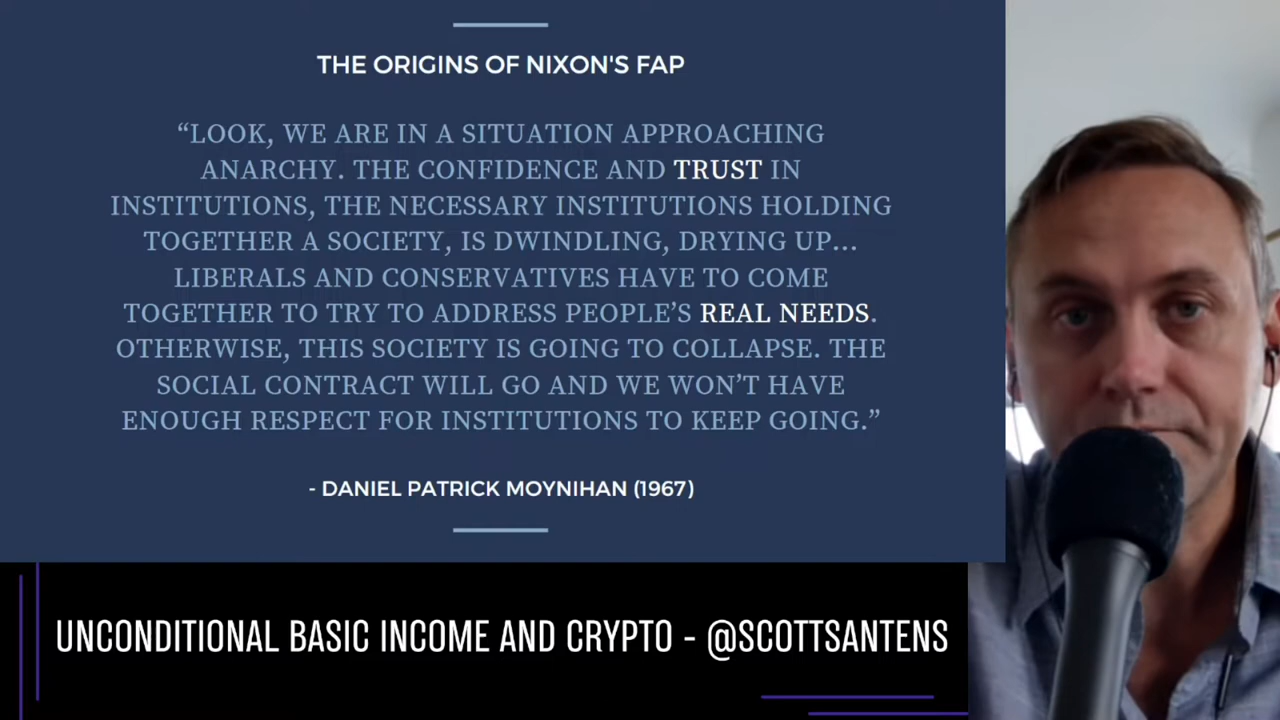 THE ORIGINS OF NIXON'S FAP
“LOOK, WE ARE IN A SITUATION APPROACHING
ANARCHY. THE CONFIDENCE AND TRUST IN
INSTITUTIONS, THE NECESSARY INSTITUTIONS HOLDING
TOGETHER A SOCIETY, IS DWINDLING, DRYING UP...
LIBERALS AND CONSERVATIVES HAVE TO COME
TOGETHER TO TRY TO ADDRESS PEOPLE’S REAL NEEDS.
OTHERWISE, THIS SOCIETY IS GOING TO COLLAPSE. THE
SOCIAL CONTRACT WILL GO AND WE WON’T HAVE
ENOUGH RESPECT FOR INSTITUTIONS TO KEEP GOING.”
- DANIEL PATRICK MOYNIHAN (1967)
UNCONDITIONAL BASIC INCOME AND CRYPTO - @SCOTTSANTENS